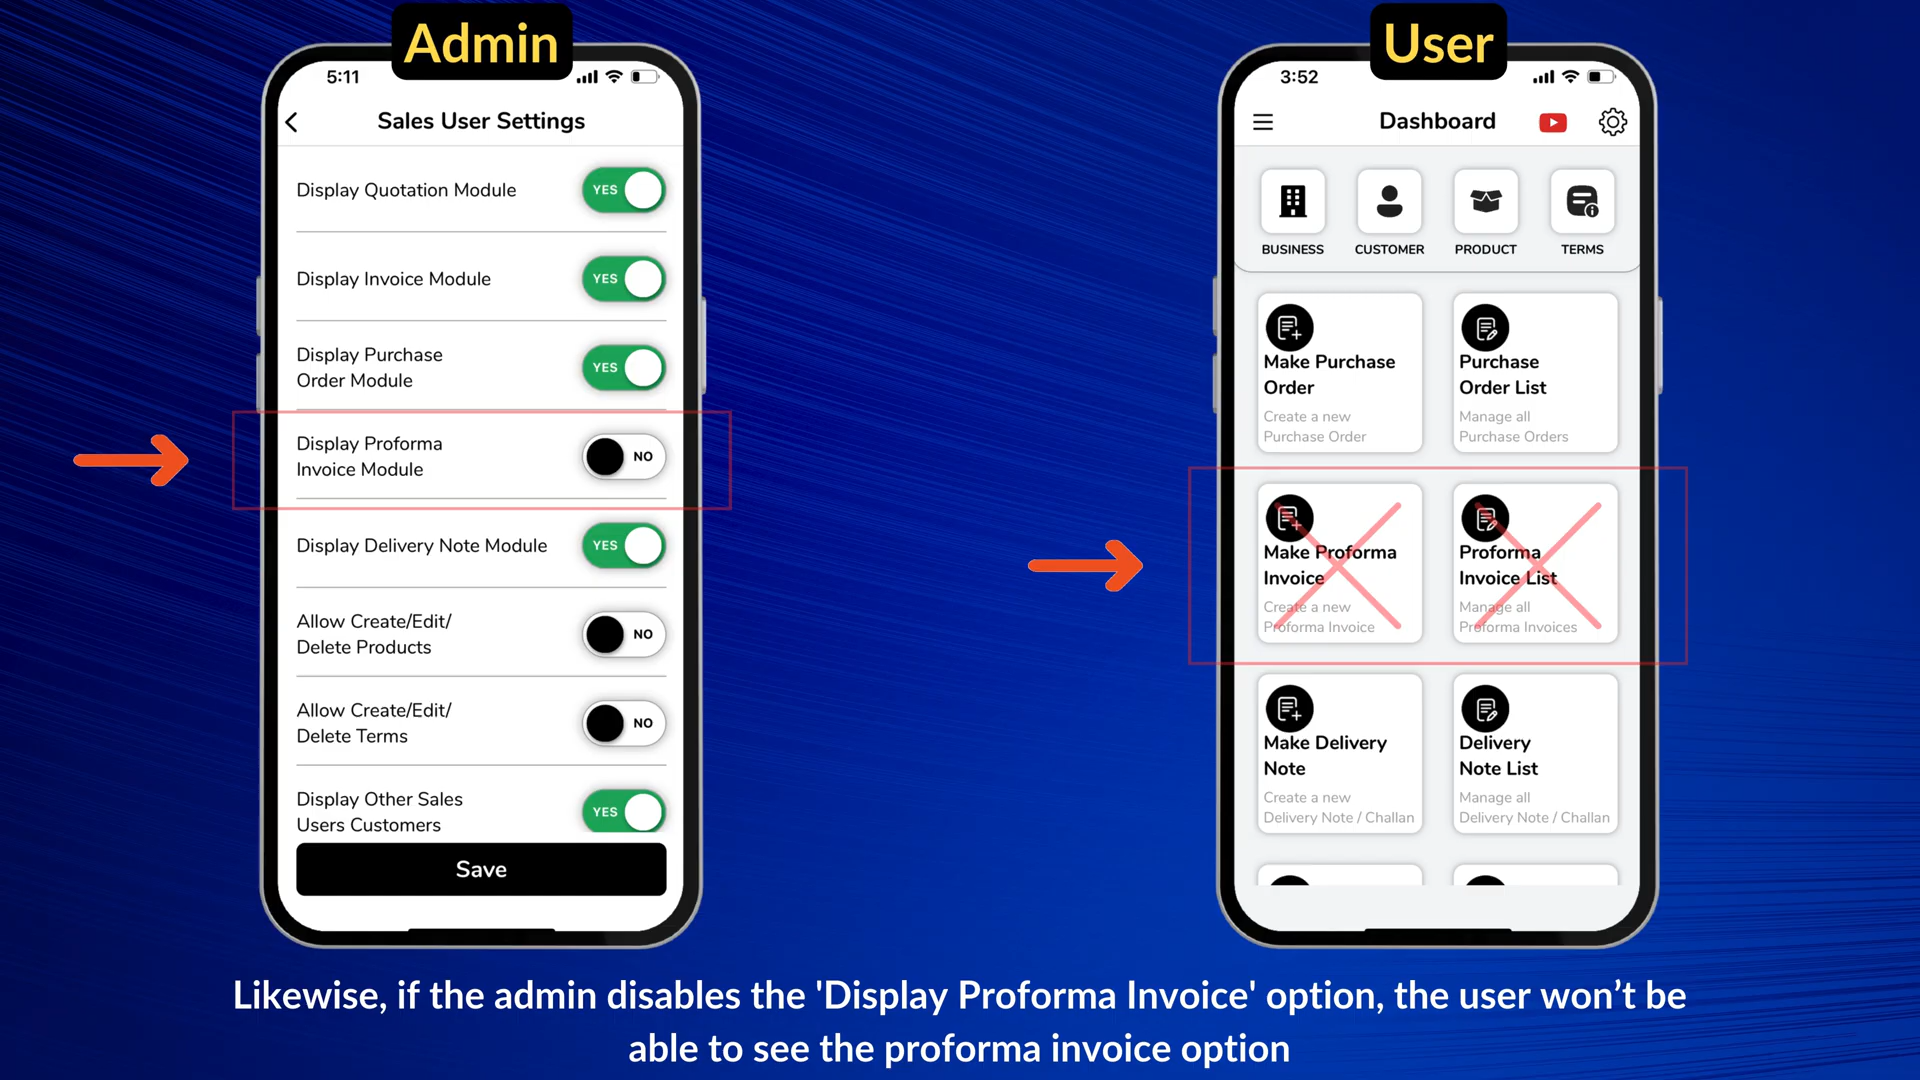 Admin
5:11
Sales User Settings
Display Quotation Module
YES
Display Invoice Module
YES
Display Purchase
Order Module
YES
Display Proforma
Invoice Module
NO
Display Delivery Note Module
YES
Allow Create/Edit/
Delete Products
NO
Allow Create/Edit/
Delete Terms
NO
Display Other Sales
Users Customers
YES
Save
User
3:52
Dashboard
BUSINESS
CUSTOMER
PRODUCT
TERMS
Make Purchase
Order
Create a new
Purchase Order
Purchase
Order List
Manage all
Purchase Orders
Make Proforma
Invoice
Create a new
Proforma Invoice
Proforma
Invoice List
Manage all
Proforma Invoices
Make Delivery
Note
Create a new
Delivery Note / Challan
Delivery
Note List
Manage all
Delivery Note / Challan
Likewise, if the admin disables the 'Display Proforma Invoice' option, the user won’t be
able to see the proforma invoice option